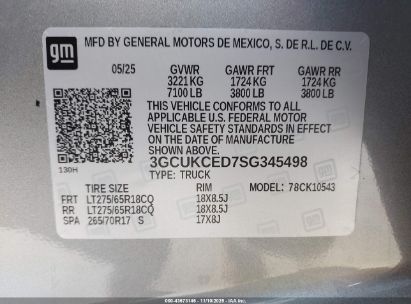 gm MFD BY GENERAL MOTORS DE MEXICO, S. DE R.L. DE C.V.
05/25 GVWR GAWR FRT GAWR RR
3221 KG 1724 KG 1724 KG
7100 LB 3800 LB 3800 LB
THIS VEHICLE CONFORMS TO ALL
APPLICABLE U.S. FEDERAL MOTOR
VEHICLE SAFETY STANDARDS IN EFFECT
ON THE DATE OF MANUFACTURE
SHOWN ABOVE.
3GCUKCED7SG345498
130H TYPE: TRUCK
TIRE SIZE RIM MODEL: 78CK10543
FRT LT275/65R18CQ 18X8.5J
RR LT275/65R18CQ 18X8.5J
SPA 265/70R17 S 17X8J